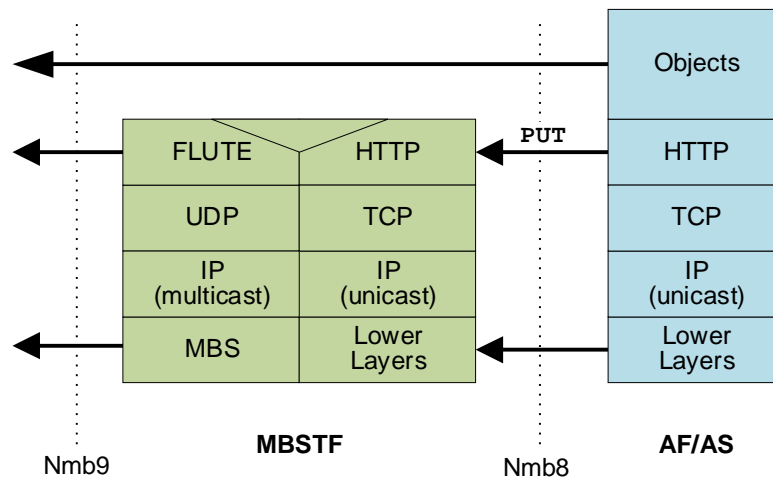 Objects
FLUTE
HTTP
PUT
HTTP
UDP
TCP
TCP
IP
(multicast)
IP
(unicast)
IP
(unicast)
MBS
Lower
Layers
Lower
Layers
MBSTF
AF/AS
Nmb9
Nmb8